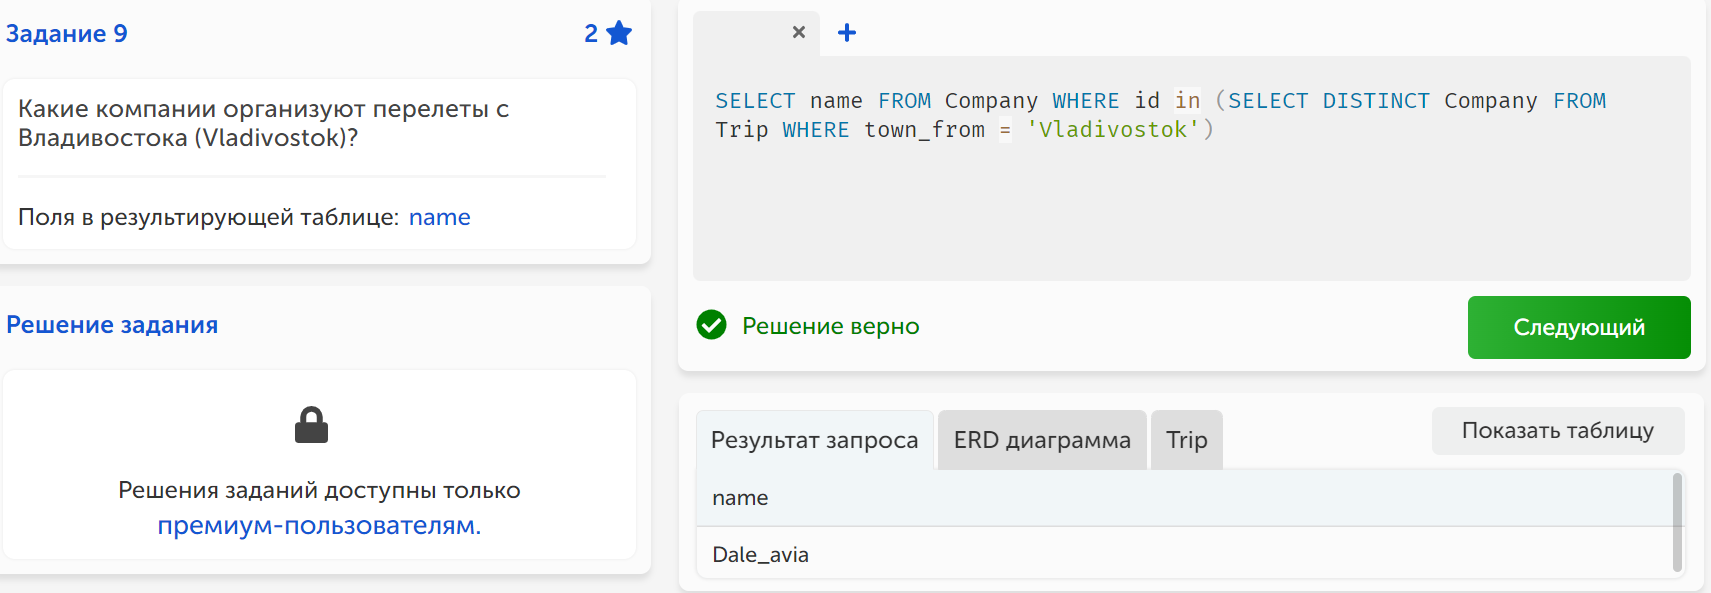 Задание 9
2
Какие компании организуют перелеты с
Владивостока (Vladivostok)?
Поля в результирующей таблице: name
Решение задания
Решения заданий доступны только
премиум-пользователям.
SELECT name FROM Company WHERE id in (SELECT DISTINCT Company FROM
Trip WHERE town_from = 'Vladivostok')
Решение верно
Следующий
Результат запроса
ERD диаграмма
Trip
Показать таблицу
name
Dale_avia